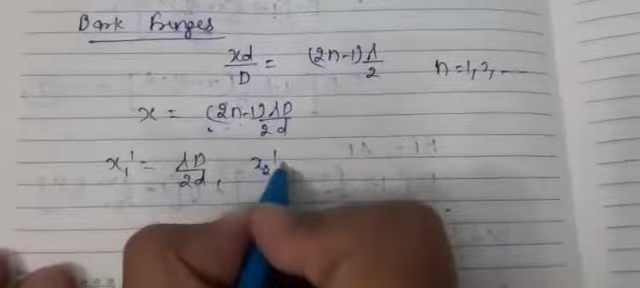 Dark Fringes
xd/D = (2n-1)λ/2 n=1,2,...
x = (2n-1)λD/2d
x₁' = λD/2d, x₂'